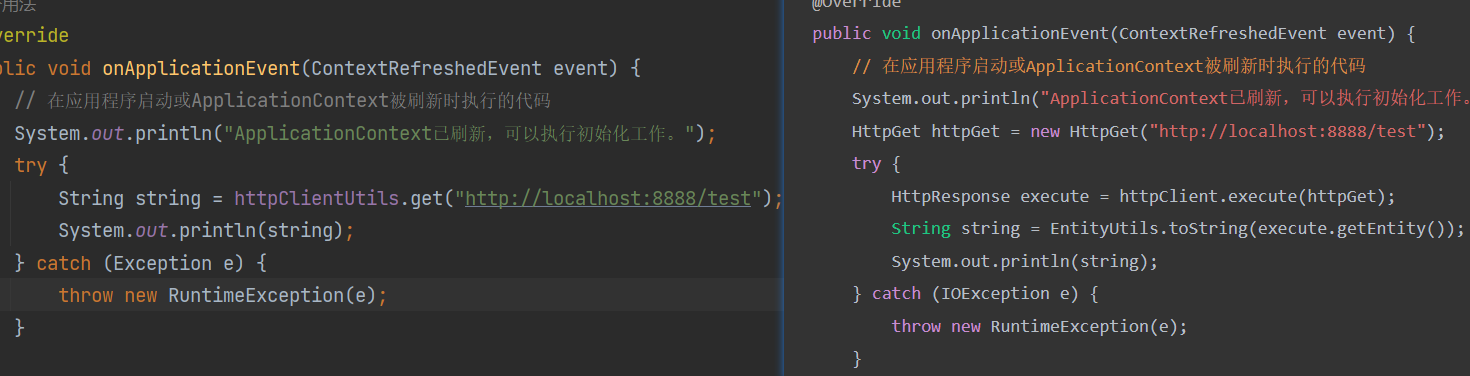 用法
verride
lic void onApplicationEvent(ContextRefreshedEvent event) {
// 在应用程序启动或ApplicationContext被刷新时执行的代码
System.out.println("ApplicationContext已刷新，可以执行初始化工作。");
try {
String string = httpClientUtils.get("http://localhost:8888/test");
System.out.println(string);
} catch (Exception e) {
throw new RuntimeException(e);
}
@Override
public void onApplicationEvent(ContextRefreshedEvent event) {
// 在应用程序启动或ApplicationContext被刷新时执行的代码
System.out.println("ApplicationContext已刷新，可以执行初始化工作。
HttpGet httpGet = new HttpGet("http://localhost:8888/test");
try {
HttpResponse execute = httpClient.execute(httpGet);
String string = EntityUtils.toString(execute.getEntity());
System.out.println(string);
} catch (IOException e) {
throw new RuntimeException(e);
}